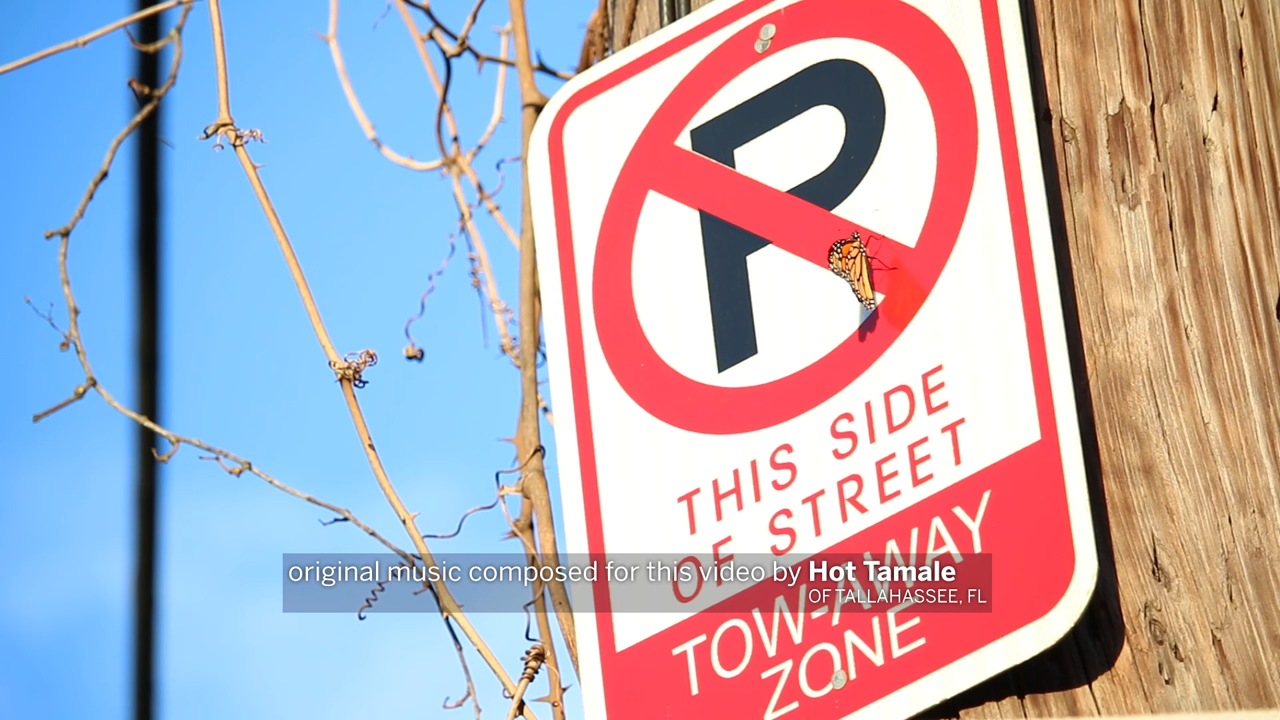 P
THIS SIDE
OF STREET
original music composed for this video by Hot Tamale
OF TALLAHASSEE, FL
TOW-AWAY
ZONE